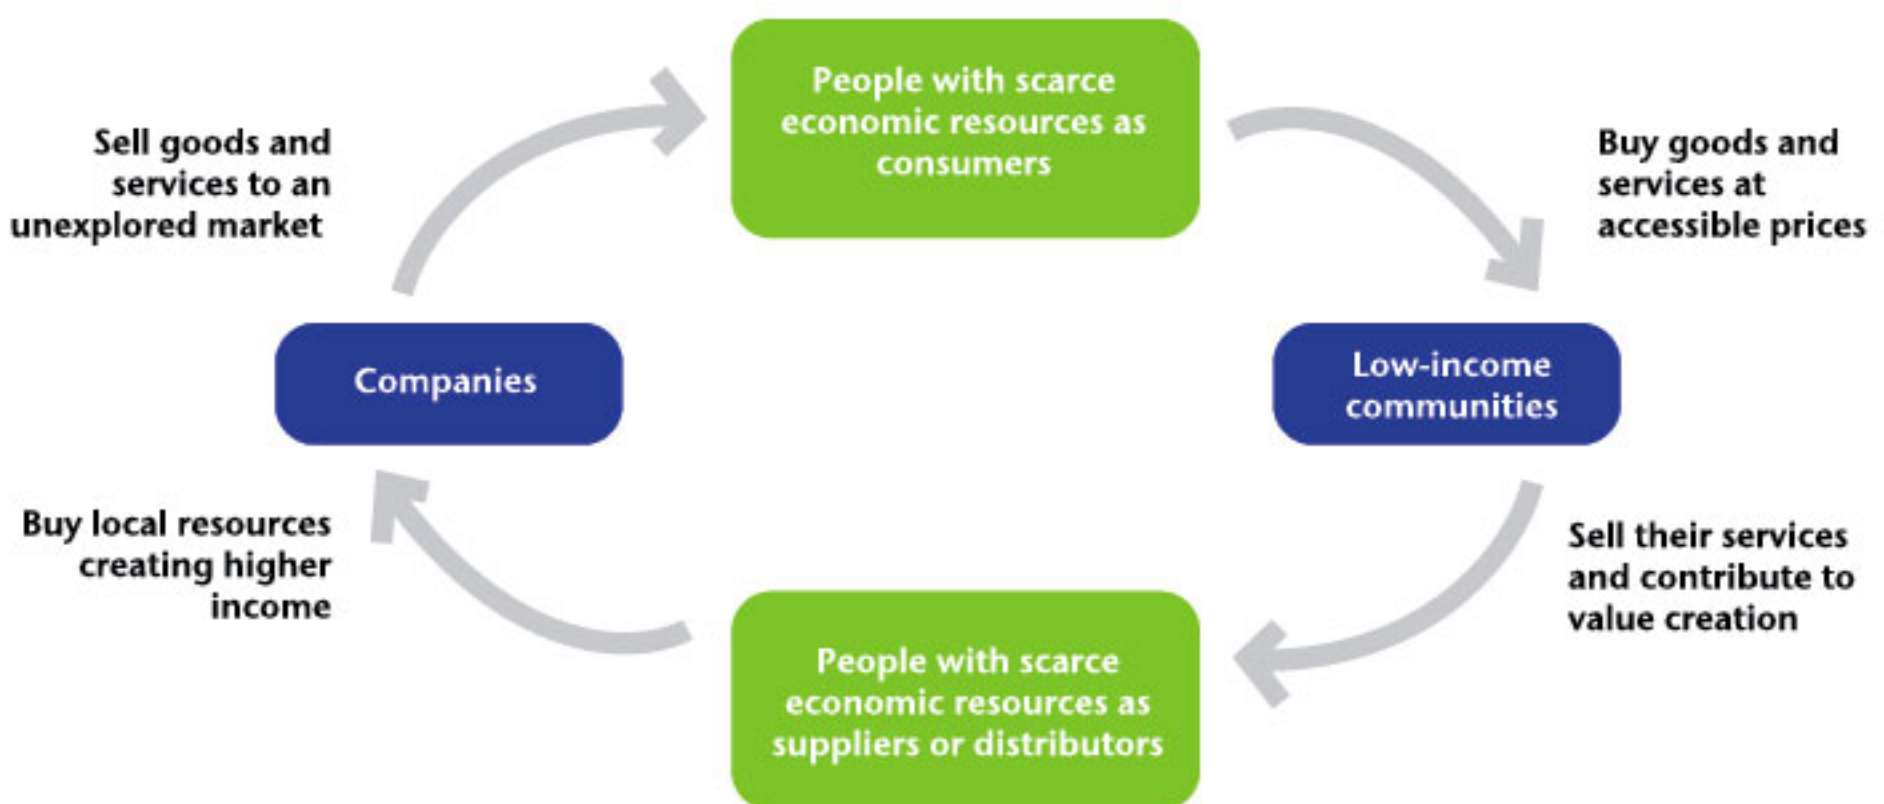 People with scarce
economic resources as
consumers
Sell goods and
services to an
unexplored market
Buy goods and
services at
accessible prices
Companies
Low-income
communities
Buy local resources
creating higher
income
Sell their services
and contribute to
value creation
People with scarce
economic resources as
suppliers or distributors